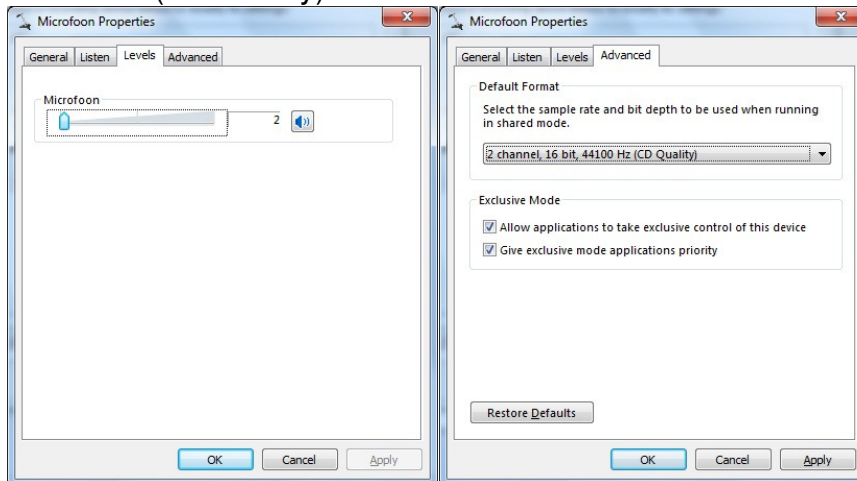 Microfoon Properties
General Listen Levels Advanced
Microfoon
2
OK Cancel Apply
Microfoon Properties
General Listen Levels Advanced
Default Format
Select the sample rate and bit depth to be used when running
in shared mode.
2 channel, 16 bit, 44100 Hz (CD Quality)
Exclusive Mode
Allow applications to take exclusive control of this device
Give exclusive mode applications priority
Restore Defaults
OK Cancel Apply